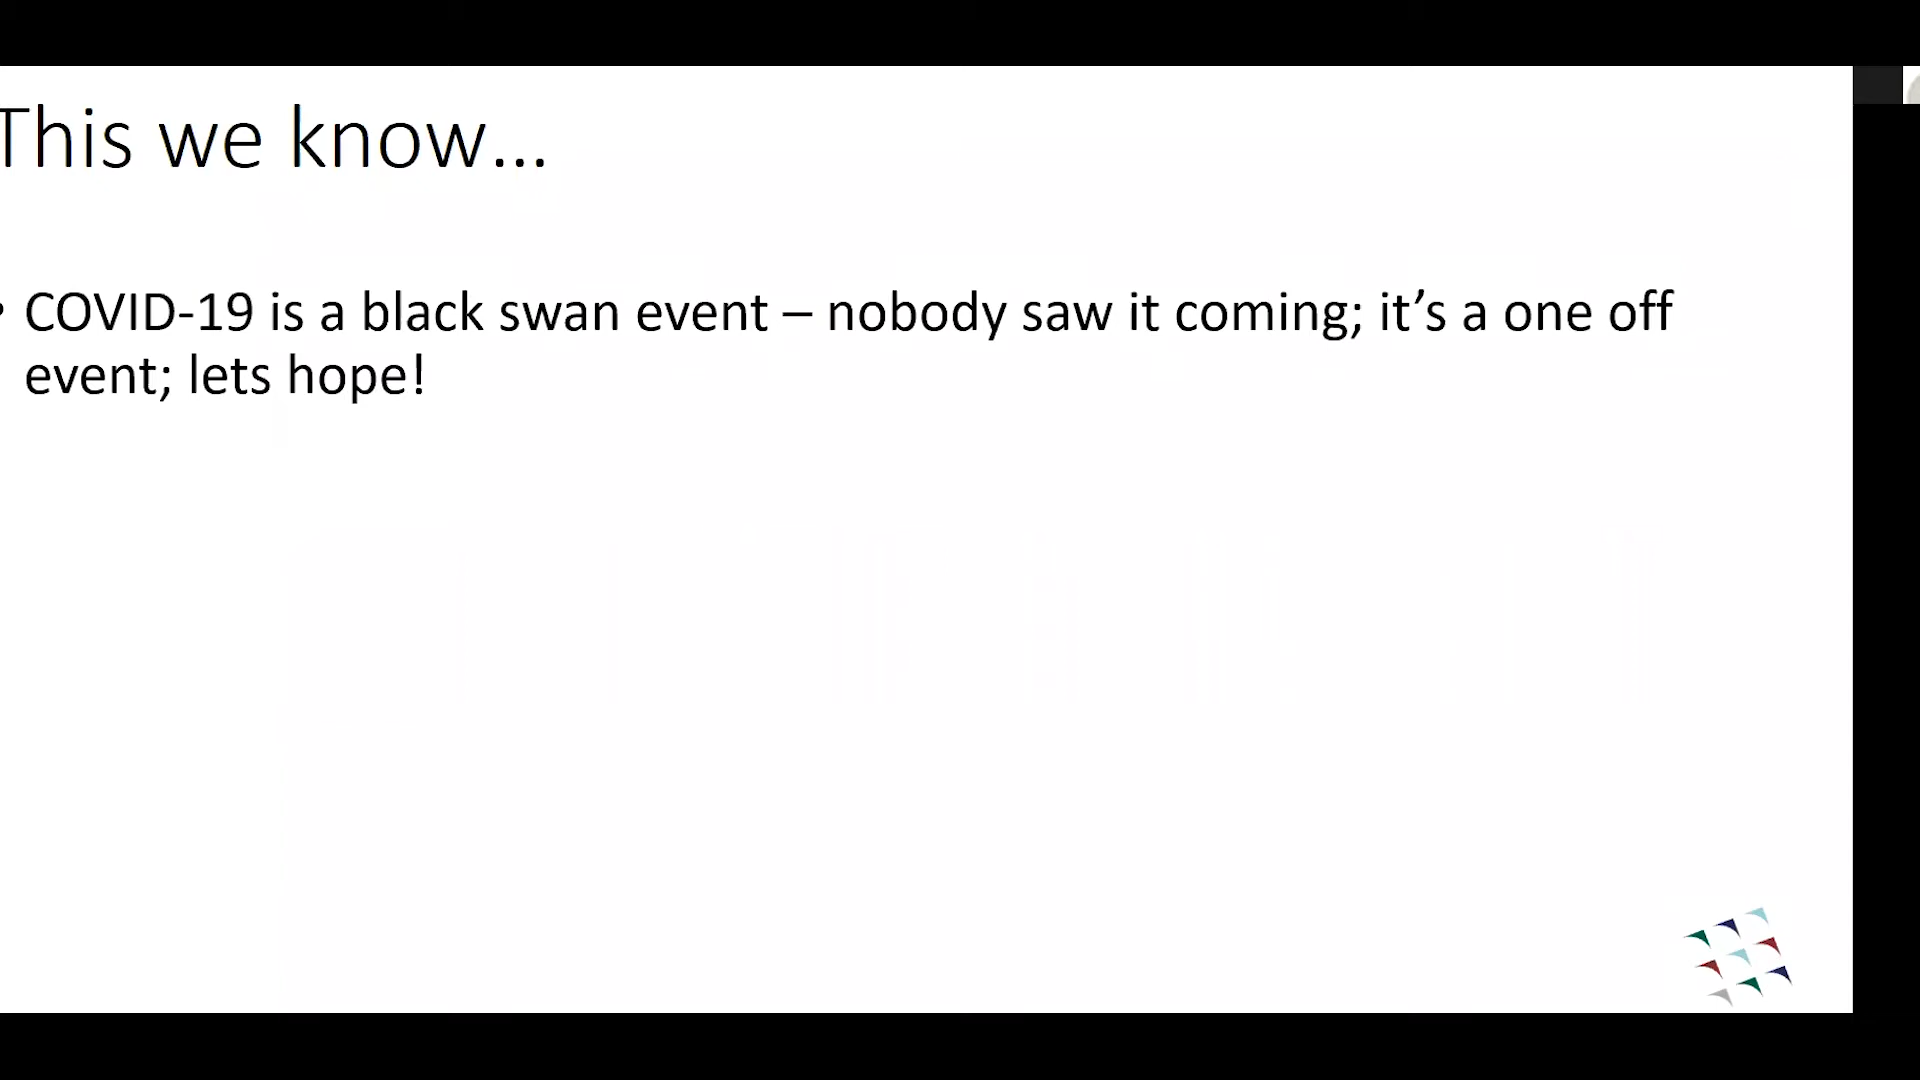 This we know...
• COVID-19 is a black swan event – nobody saw it coming; it’s a one off
event; lets hope!